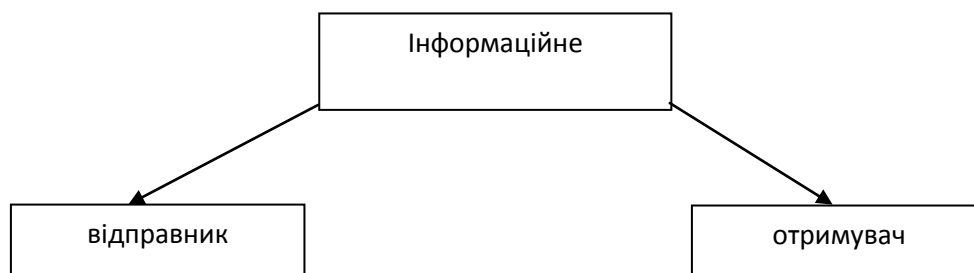 Інформаційне
відправник
отримувач